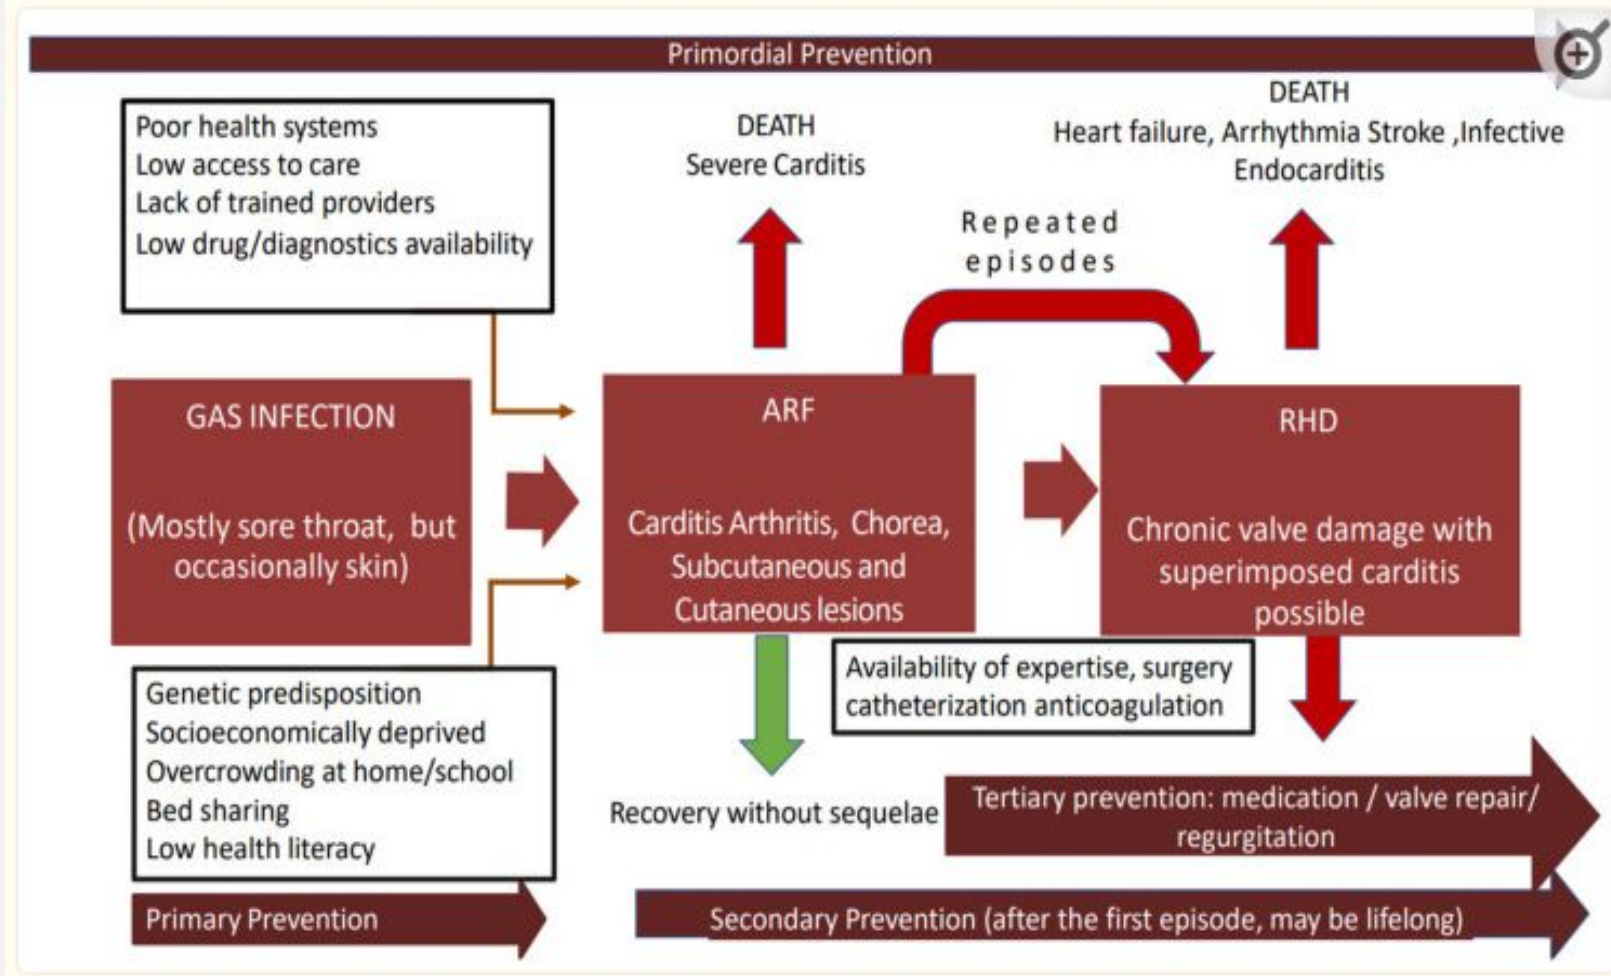 Primordial Prevention
Poor health systems
Low access to care
Lack of trained providers
Low drug/diagnostics availability
DEATH
Severe Carditis
DEATH
Heart failure, Arrhythmia Stroke ,Infective
Endocarditis
Repeated
episodes
GAS INFECTION
(Mostly sore throat, but
occasionally skin)
ARF
Carditis Arthritis, Chorea,
Subcutaneous and
Cutaneous lesions
RHD
Chronic valve damage with
superimposed carditis
possible
Genetic predisposition
Socioeconomically deprived
Overcrowding at home/school
Bed sharing
Low health literacy
Availability of expertise, surgery
catheterization anticoagulation
Recovery without sequelae
Tertiary prevention: medication / valve repair/
regurgitation
Primary Prevention
Secondary Prevention (after the first episode, may be lifelong)